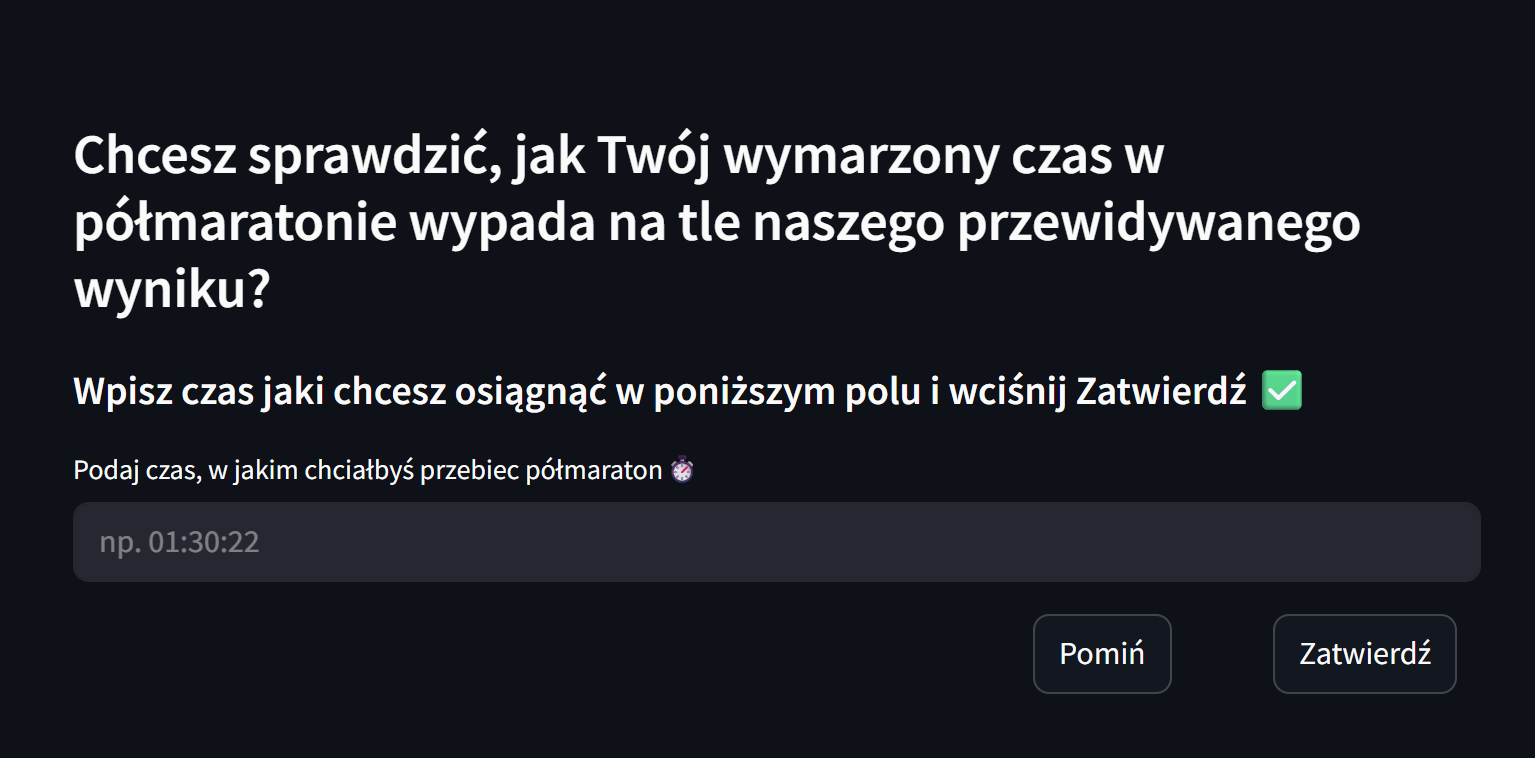 Chcesz sprawdzić, jak Twój wymarzony czas w
półmaratonie wypada na tle naszego przewidywanego
wyniku?
Wpisz czas jaki chcesz osiągnąć w poniższym polu i wciśnij Zatwierdź ✅
Podaj czas, w jakim chciałbyś przebiec półmaraton ⏱️
np. 01:30:22
Pomiń
Zatwierdź